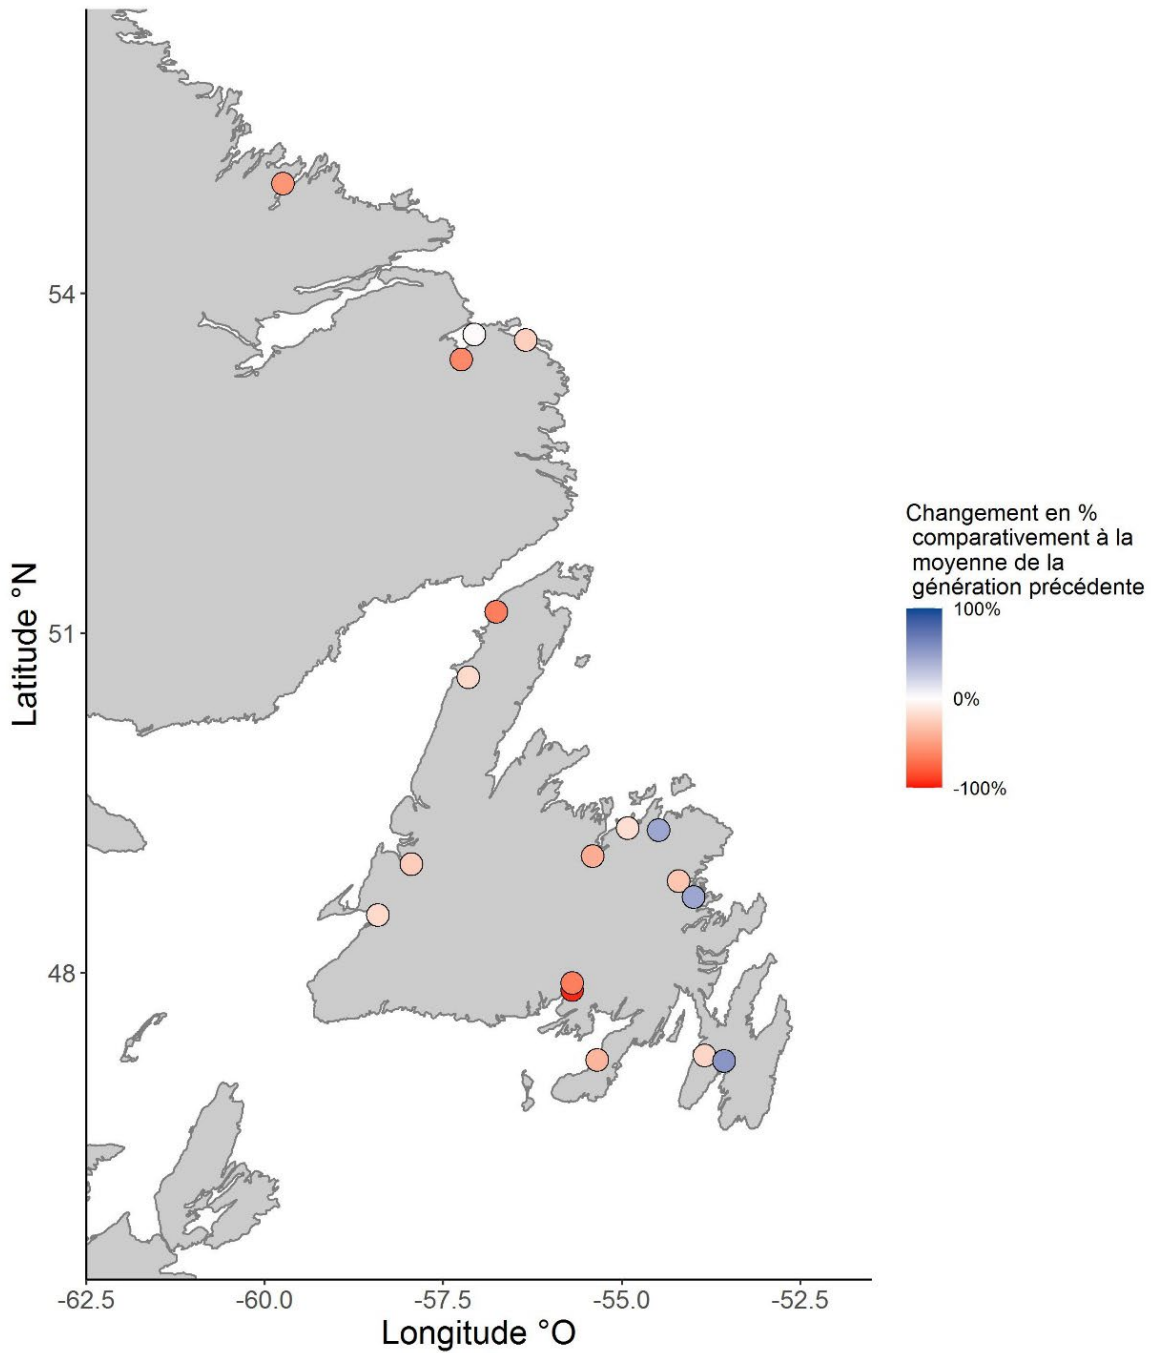 54
51
48
Latitude °N
-62.5
-60.0
-57.5
-55.0
-52.5
Longitude °O
Changement en %
comparativement à la
moyenne de la
génération précédente
100%
0%
-100%